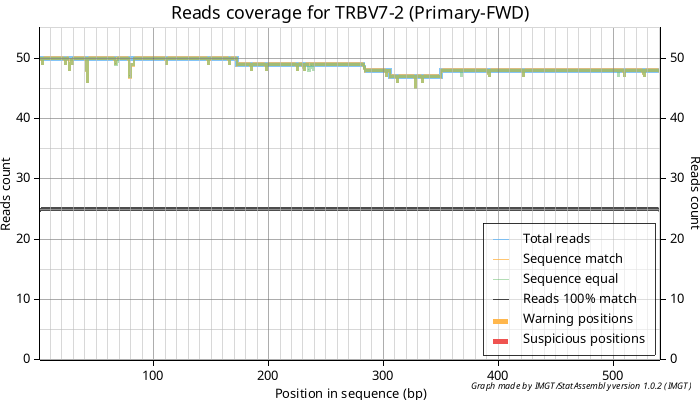 Reads coverage for TRBV7-2 (Primary-FWD)
50 50
40 40
30 30
Reads count Reads count
20 20
10 10
0 0
Total reads
Sequence match
Sequence equal
Reads 100% match
Warning positions
Suspicious positions
100 200 300 400 500
Position in sequence (bp)
Graph made by IMGT/StatAssembly version 1.0.2 (IMGT)